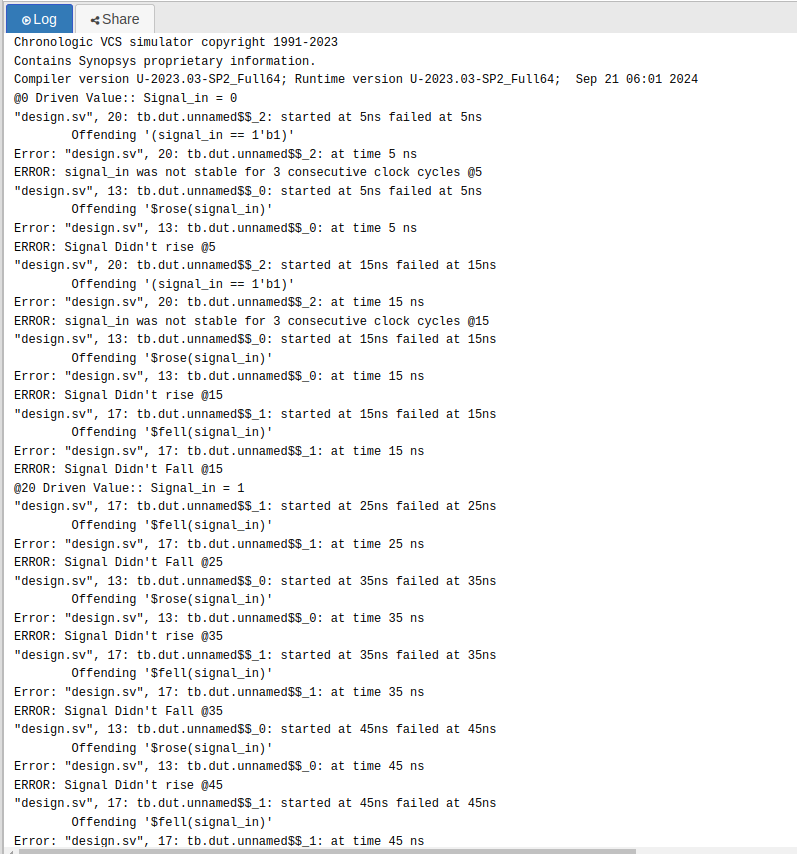 Log
Share
Chronologic VCS simulator copyright 1991-2023
Contains Synopsys proprietary information.
Compiler version U-2023.03-SP2_Full64; Runtime version U-2023.03-SP2_Full64;  Sep 21 06:01 2024
@0 Driven Value:: Signal_in = 0
"design.sv", 20: tb.dut.unnamed$$_2: started at 5ns failed at 5ns
        Offending '(signal_in == 1'b1)'
Error: "design.sv", 20: tb.dut.unnamed$$_2: at time 5 ns
ERROR: signal_in was not stable for 3 consecutive clock cycles @5
"design.sv", 13: tb.dut.unnamed$$_0: started at 5ns failed at 5ns
        Offending '$rose(signal_in)'
Error: "design.sv", 13: tb.dut.unnamed$$_0: at time 5 ns
ERROR: Signal Didn't rise @5
"design.sv", 20: tb.dut.unnamed$$_2: started at 15ns failed at 15ns
        Offending '(signal_in == 1'b1)'
Error: "design.sv", 20: tb.dut.unnamed$$_2: at time 15 ns
ERROR: signal_in was not stable for 3 consecutive clock cycles @15
"design.sv", 13: tb.dut.unnamed$$_0: started at 15ns failed at 15ns
        Offending '$rose(signal_in)'
Error: "design.sv", 13: tb.dut.unnamed$$_0: at time 15 ns
ERROR: Signal Didn't rise @15
"design.sv", 17: tb.dut.unnamed$$_1: started at 15ns failed at 15ns
        Offending '$fell(signal_in)'
Error: "design.sv", 17: tb.dut.unnamed$$_1: at time 15 ns
ERROR: Signal Didn't Fall @15
@20 Driven Value:: Signal_in = 1
"design.sv", 17: tb.dut.unnamed$$_1: started at 25ns failed at 25ns
        Offending '$fell(signal_in)'
Error: "design.sv", 17: tb.dut.unnamed$$_1: at time 25 ns
ERROR: Signal Didn't Fall @25
"design.sv", 13: tb.dut.unnamed$$_0: started at 35ns failed at 35ns
        Offending '$rose(signal_in)'
Error: "design.sv", 13: tb.dut.unnamed$$_0: at time 35 ns
ERROR: Signal Didn't rise @35
"design.sv", 17: tb.dut.unnamed$$_1: started at 35ns failed at 35ns
        Offending '$fell(signal_in)'
Error: "design.sv", 17: tb.dut.unnamed$$_1: at time 35 ns
ERROR: Signal Didn't Fall @35
"design.sv", 13: tb.dut.unnamed$$_0: started at 45ns failed at 45ns
        Offending '$rose(signal_in)'
Error: "design.sv", 13: tb.dut.unnamed$$_0: at time 45 ns
ERROR: Signal Didn't rise @45
"design.sv", 17: tb.dut.unnamed$$_1: started at 45ns failed at 45ns
        Offending '$fell(signal_in)'
Error: "design.sv", 17: tb.dut.unnamed$$_1: at time 45 ns